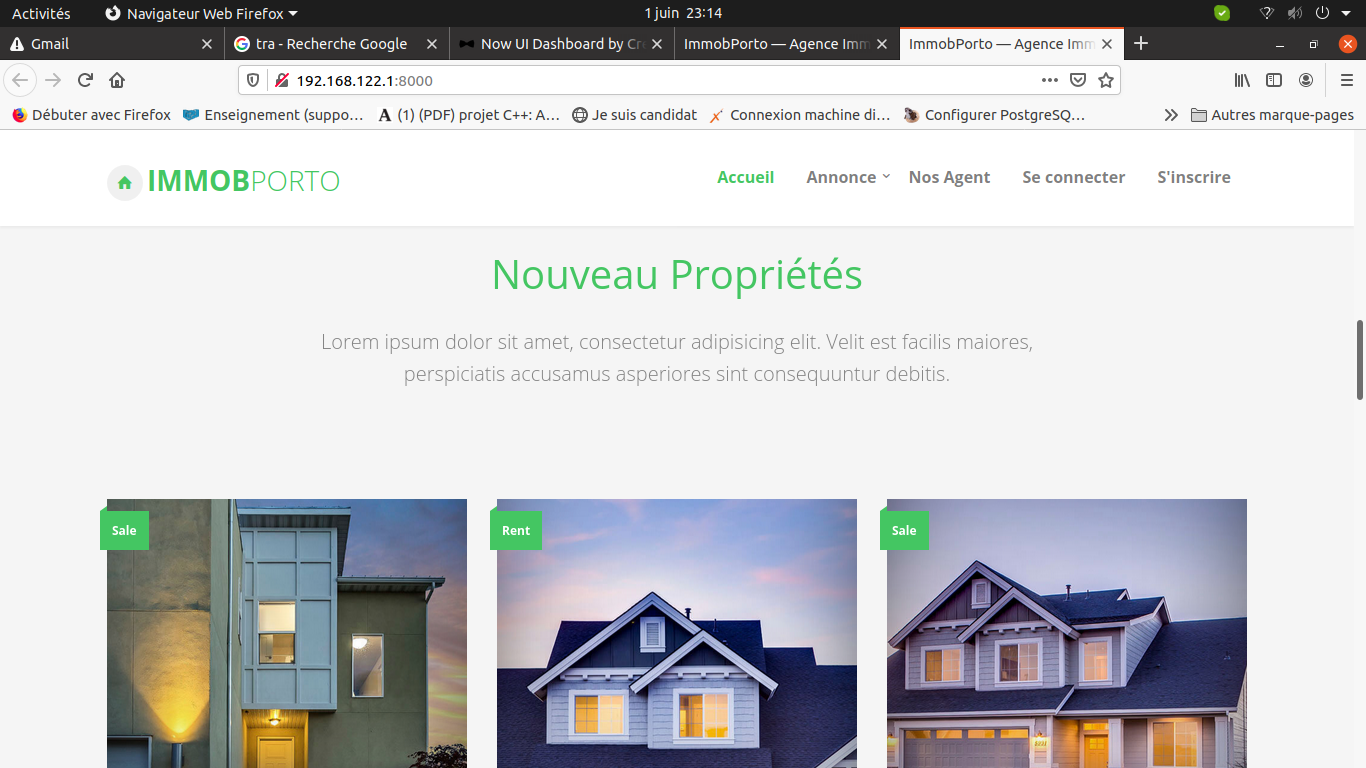 Activités Navigateur Web Firefox 1 juin 23:14
Gmail tra - Recherche Google Now UI Dashboard by Cre ImmobPorto — Agence Imm ImmobPorto — Agence Imm
192.168.122.1:8000
Débuter avec Firefox Enseignement (suppo… (1) (PDF) projet C++: A… Je suis candidat Connexion machine di… Configurer PostgreSQ… Autres marque-pages
IMMOBPORTO Accueil Annonce Nos Agent Se connecter S'inscrire
Nouveau Propriétés
Lorem ipsum dolor sit amet, consectetur adipisicing elit. Velit est facilis maiores,
perspiciatis accusamus asperiores sint consequuntur debitis.
Sale Rent Sale